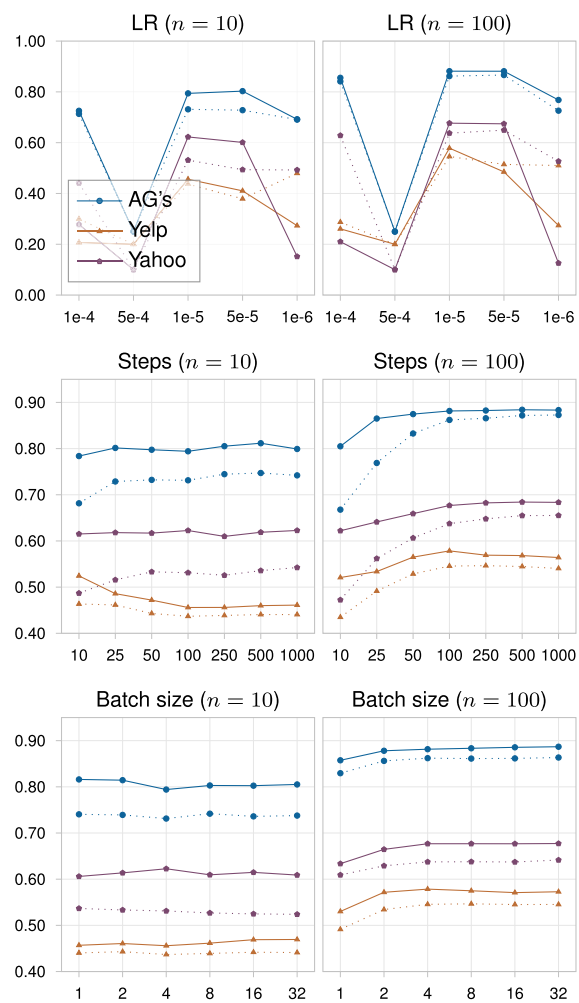 LR (n = 10) LR (n = 100)
1.00
0.80
0.60
0.40
0.20
0.00
AG's
Yelp
Yahoo
1e-4 5e-4 1e-5 5e-5 1e-6 1e-4 5e-4 1e-5 5e-5 1e-6
Steps (n = 10) Steps (n = 100)
0.90
0.80
0.70
0.60
0.50
0.40
10 25 50 100 250 500 1000 10 25 50 100 250 500 1000
Batch size (n = 10) Batch size (n = 100)
0.90
0.80
0.70
0.60
0.50
0.40
1 2 4 8 16 32 1 2 4 8 16 32